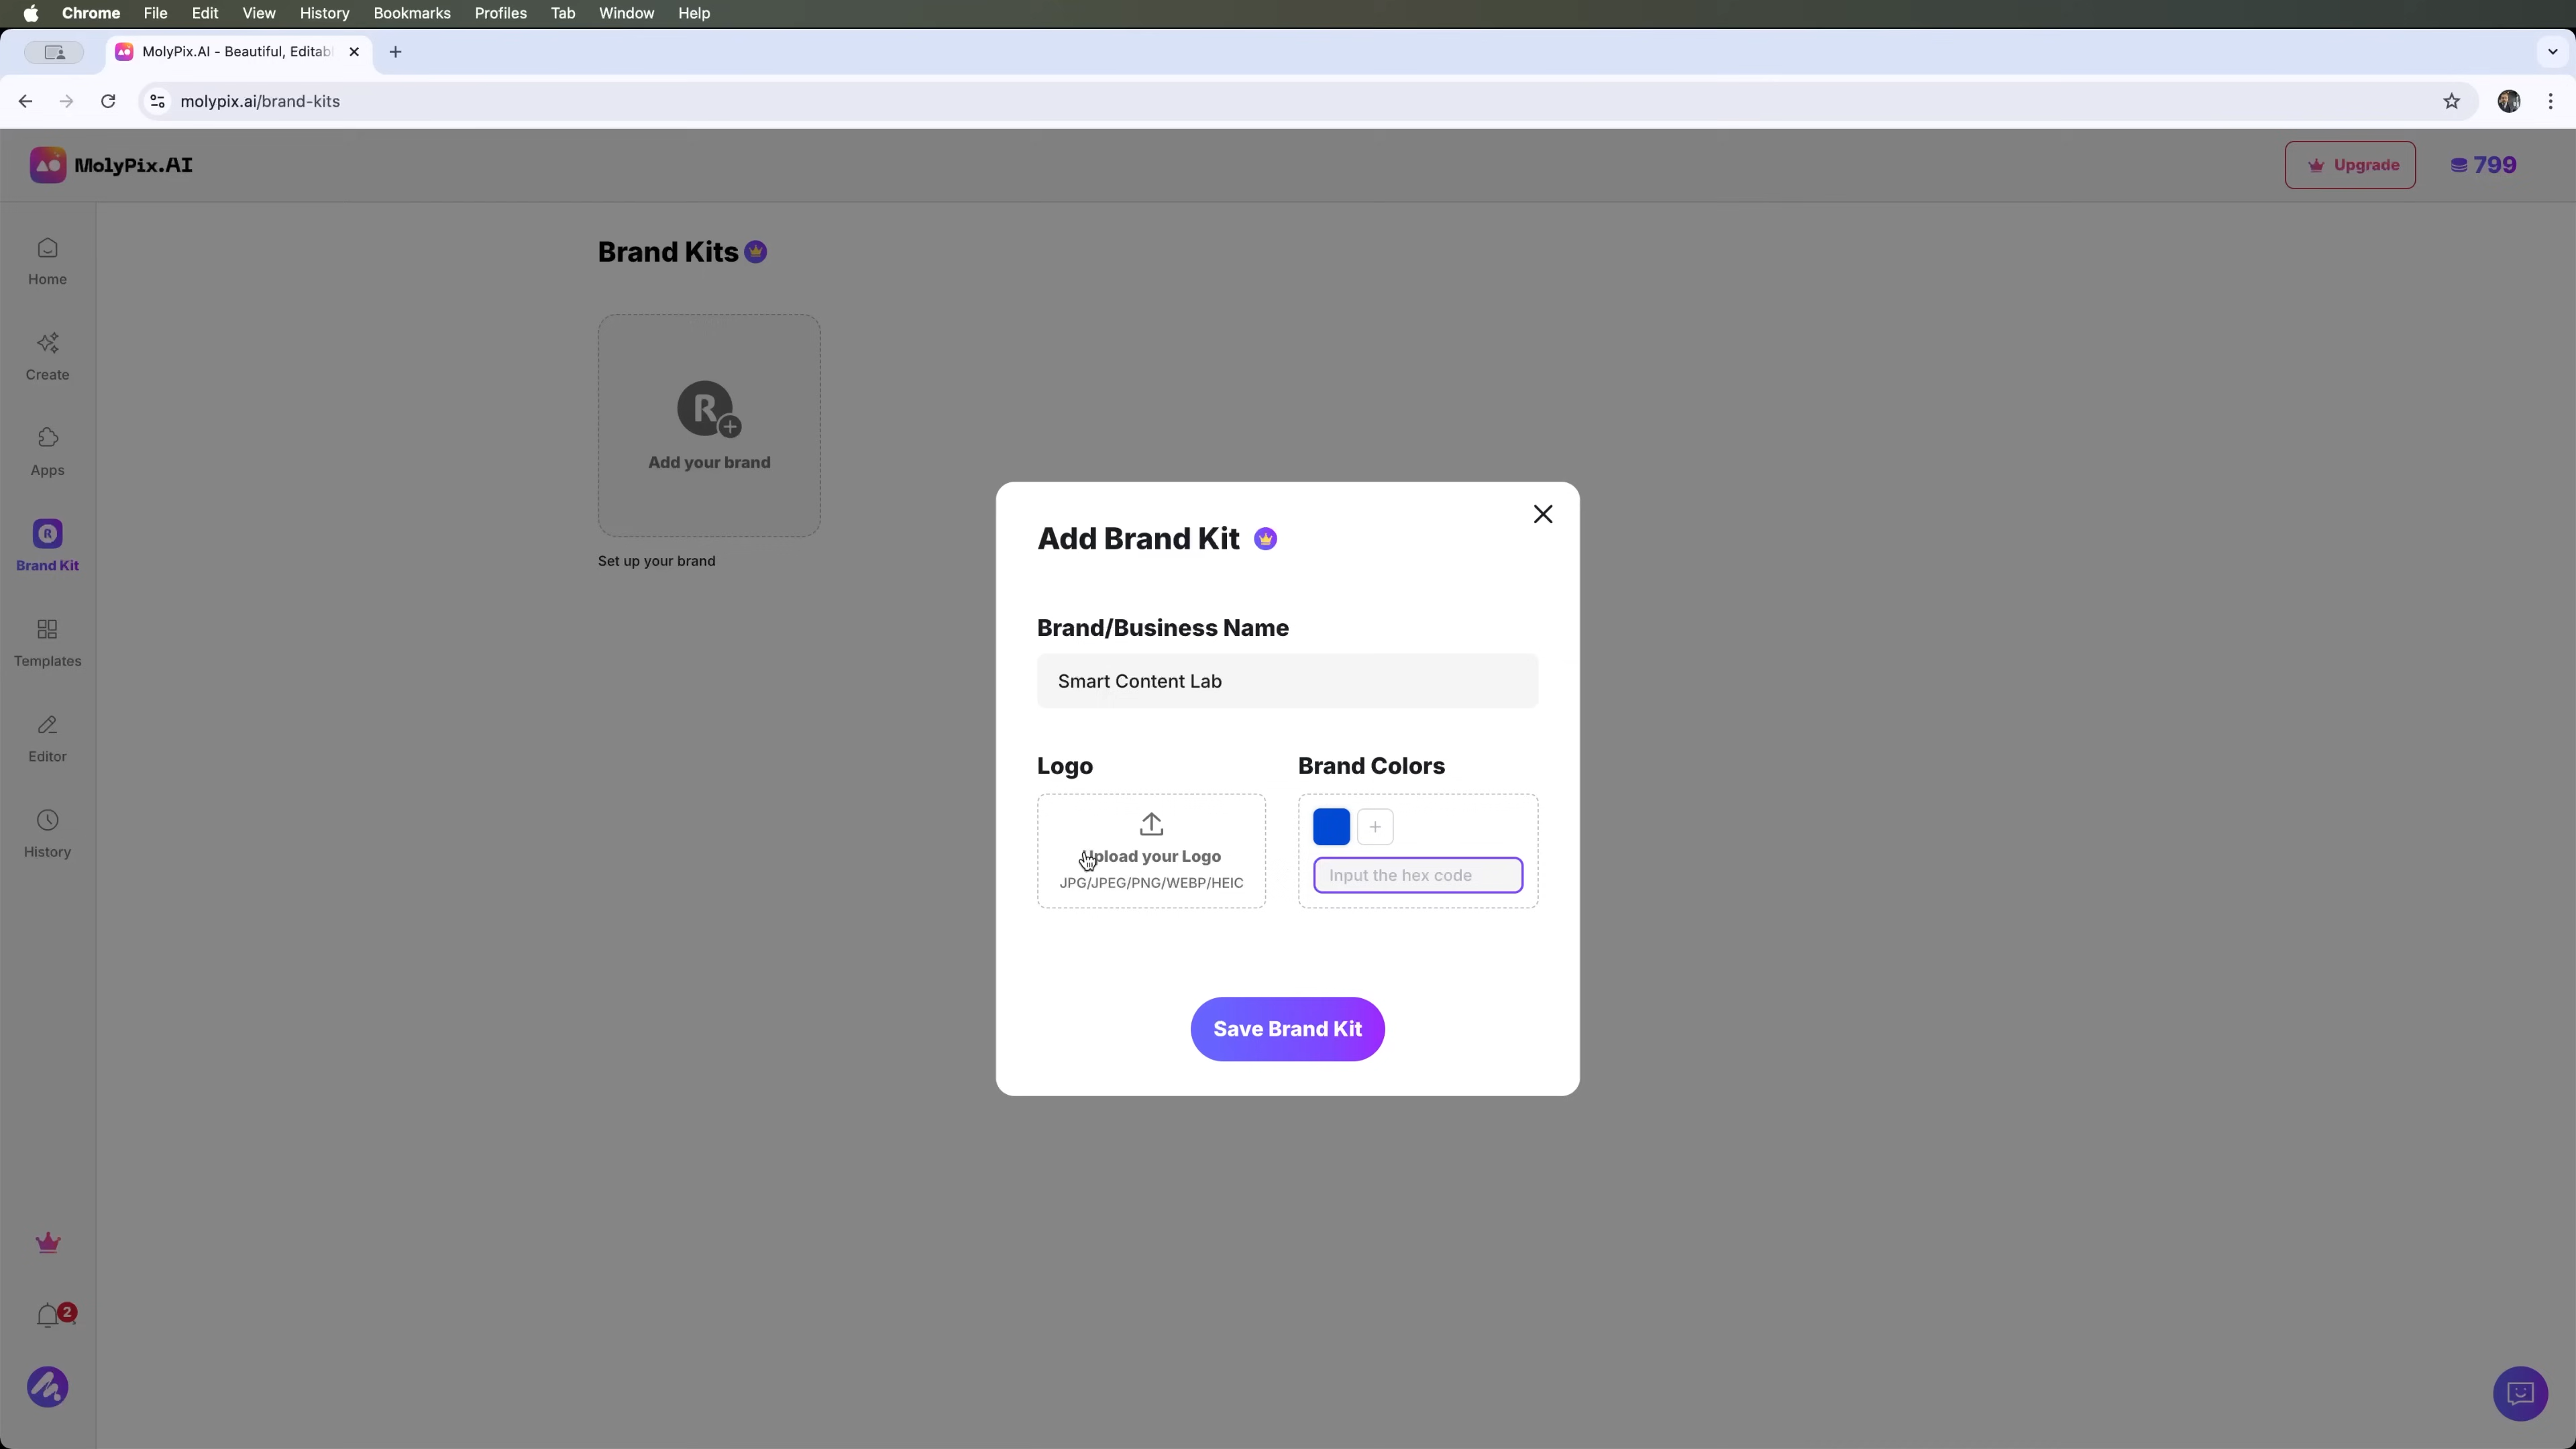 Chrome File Edit View History Bookmarks Profiles Tab Window Help
MolyPix.AI - Beautiful, Editab
molypix.ai/brand-kits
MolyPix.AI
Upgrade
799
Home
Create
Apps
Brand Kit
Templates
Editor
History
2
Brand Kits
R
Add your brand
Set up your brand
Add Brand Kit
Brand/Business Name
Smart Content Lab
Logo
Upload your Logo
JPG/JPEG/PNG/WEBP/HEIC
Brand Colors
Input the hex code
Save Brand Kit